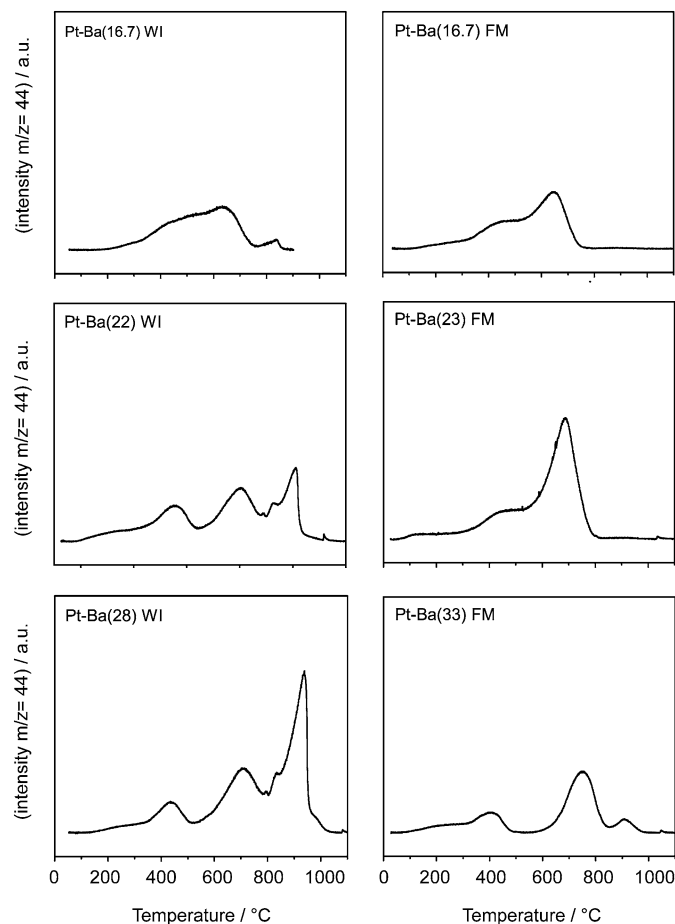 (intensity m/z= 44) / a.u.
Pt-Ba(16.7) WI
Pt-Ba(16.7) FM
(intensity m/z= 44) / a.u.
Pt-Ba(22) WI
Pt-Ba(23) FM
(intensity m/z= 44) / a.u.
Pt-Ba(28) WI
Pt-Ba(33) FM
0 200 400 600 800 1000
0 200 400 600 800 1000
Temperature / °C
Temperature / °C